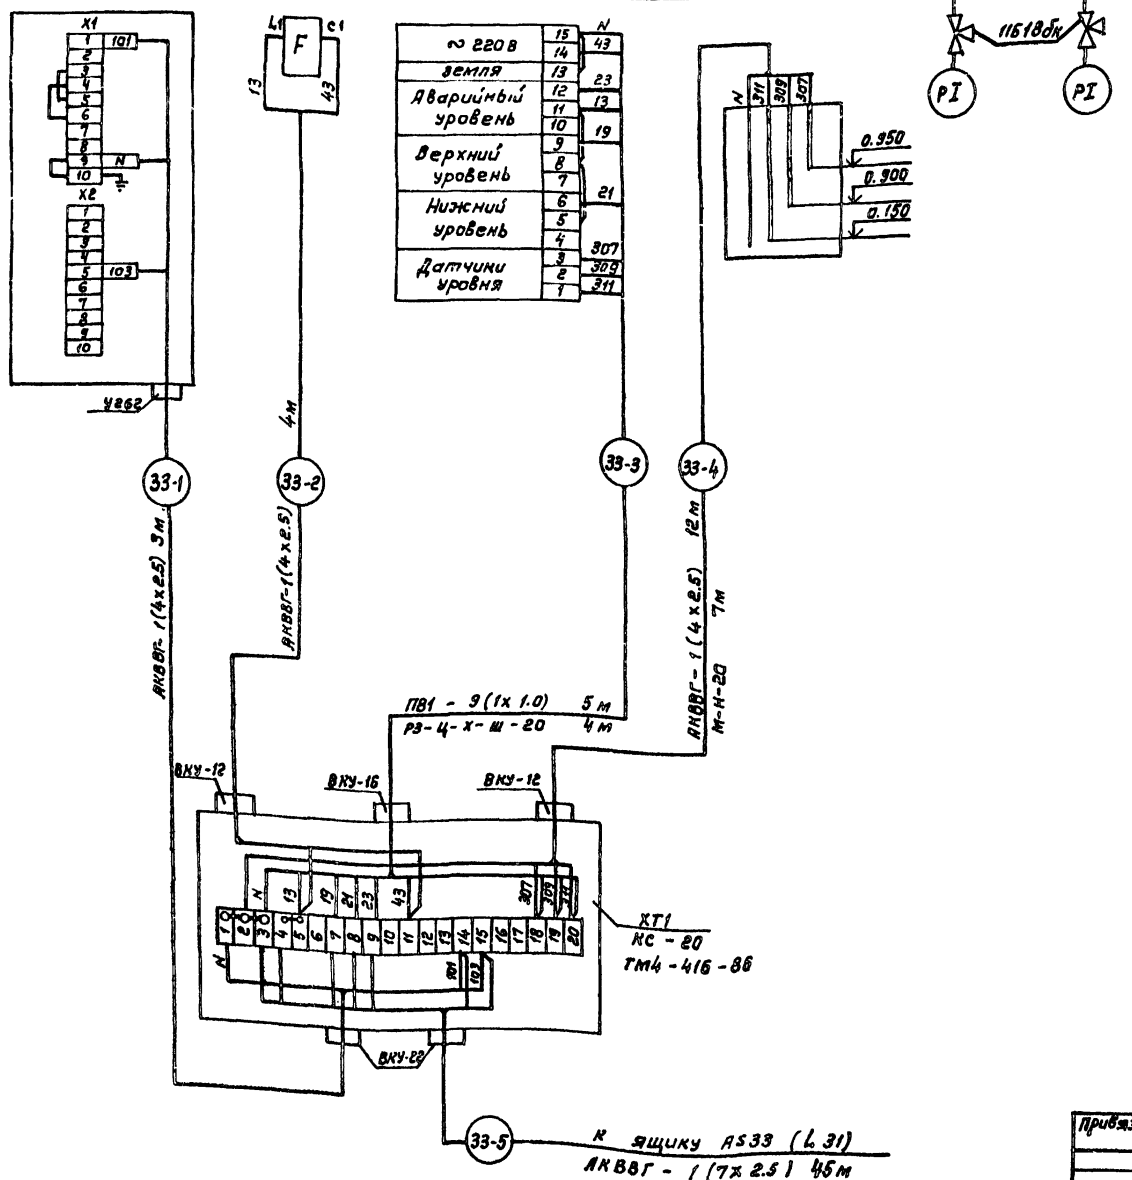 X1
1 101
2
3
4
5
6
7
8
9 N
10
X2
1
2
3
4
5 103
6
7
8
9
10
У262
L1 F C1
13 43
4м
~ 220В
земля
Аварийный
уровень
Верхний
уровень
Нижний
уровень
Датчики
уровня
15 N
14 43
13
12 23
11 13
10
9 19
8
7
6 21
5
4
3 307
2 309
1 311
N 311 309 307
0.950
0.900
0.150
11Б18бк
PI PI
33-1
33-2
33-3
33-4
АКВВГ-1(4х2.5) 3м
АКВВГ-1(4х2.5)
ПВ1 - 9(1х1.0) 5м
РЗ-Ц-Х-Ш-20 4м
АКВВГ-1(4х2.5) 12м
М-Н-20 7м
ВКУ-12
ВКУ-16
ВКУ-12
N 13 19 21 23 43 307 309 311
1 2 3 4 5 6 7 8 9 10 11 12 13 14 15 16 17 18 19 20
N 101 103
XT1
КС-20
ТМ4-416-86
ВКУ-22
33-5
к ящику AS33 (L31)
АКВВГ-1(7х2.5) 45м